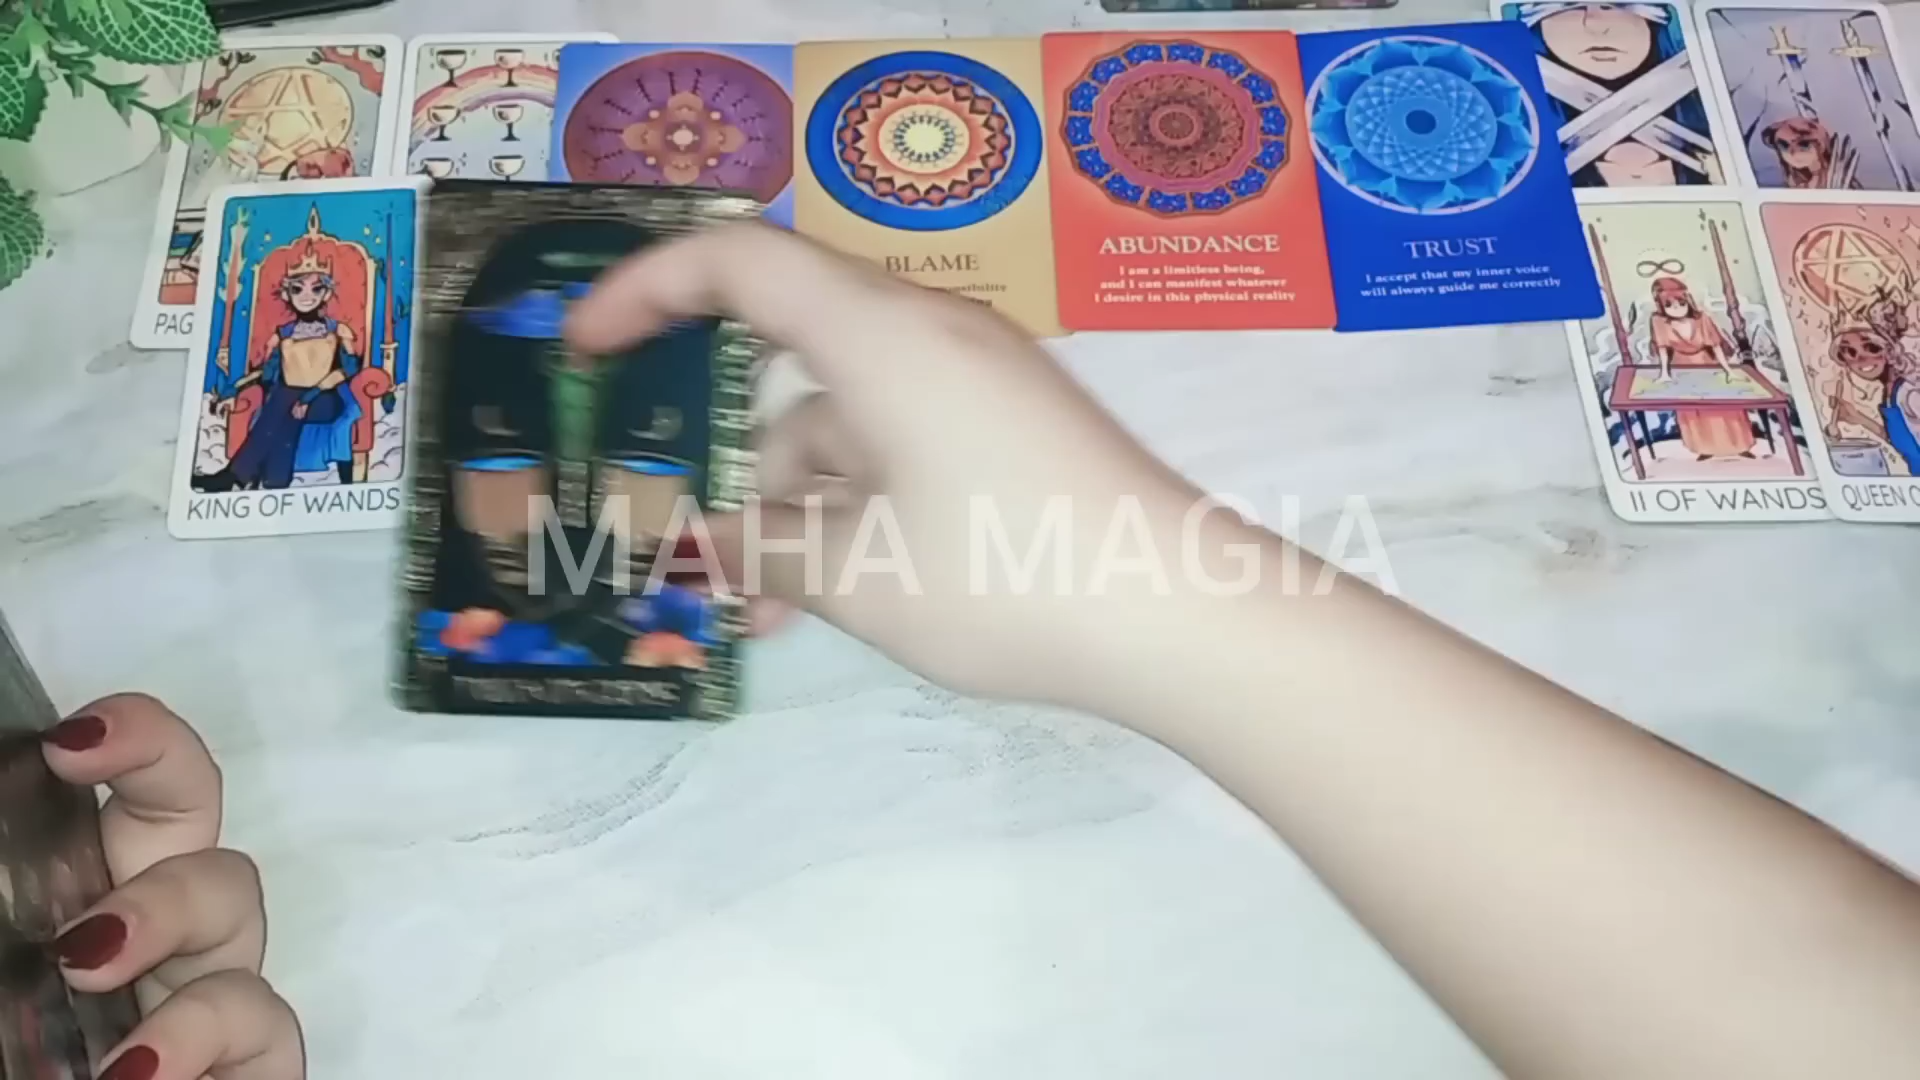 BLAME
ABUNDANCE
I am a limitless being,
and I can manifest whatever
I desire in this physical reality
TRUST
I accept that my inner voice
will always guide me correctly
PAG
KING OF WANDS
II OF WANDS
QUEEN O
MAHA MAGIA